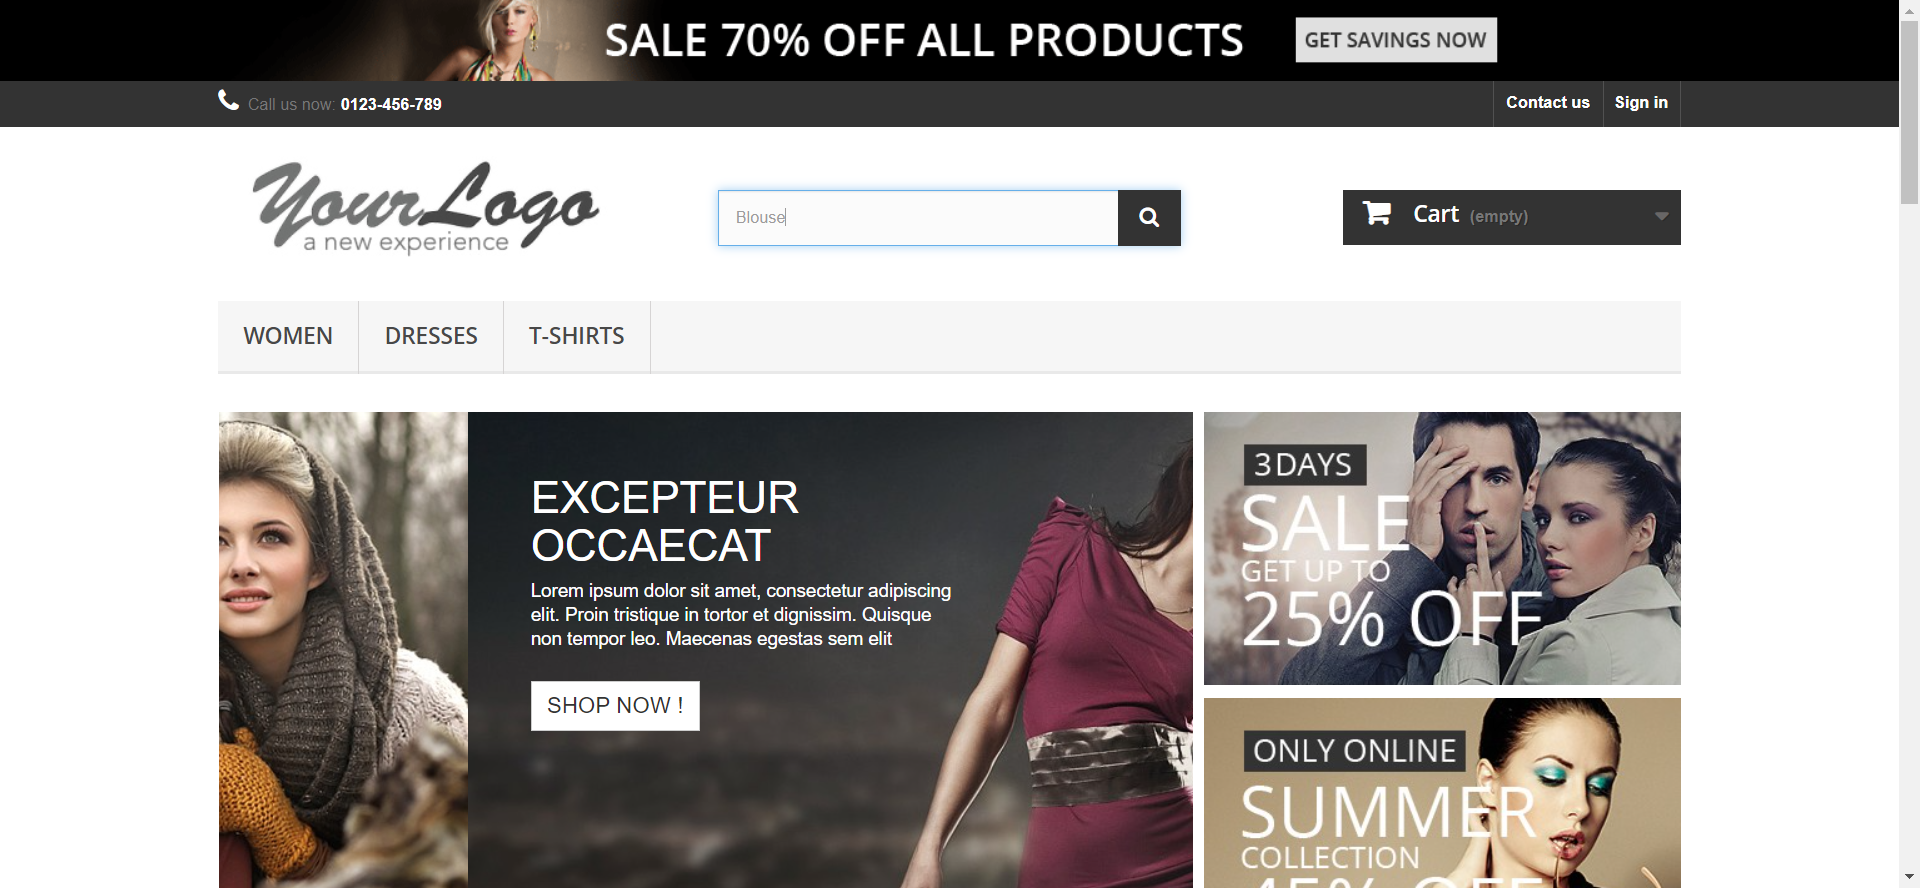 SALE 70% OFF ALL PRODUCTS GET SAVINGS NOW
Call us now: 0123-456-789 Contact us Sign in
Your Logo
a new experience
Blouse
Cart (empty)
WOMEN DRESSES T-SHIRTS
EXCEPTEUR
OCCAECAT
Lorem ipsum dolor sit amet, consectetur adipiscing
elit. Proin tristique in tortor et dignissim. Quisque
non tempor leo. Maecenas egestas sem elit
SHOP NOW !
3 DAYS
SALE
GET UP TO
25% OFF
ONLY ONLINE
SUMMER
COLLECTION
45% OFF